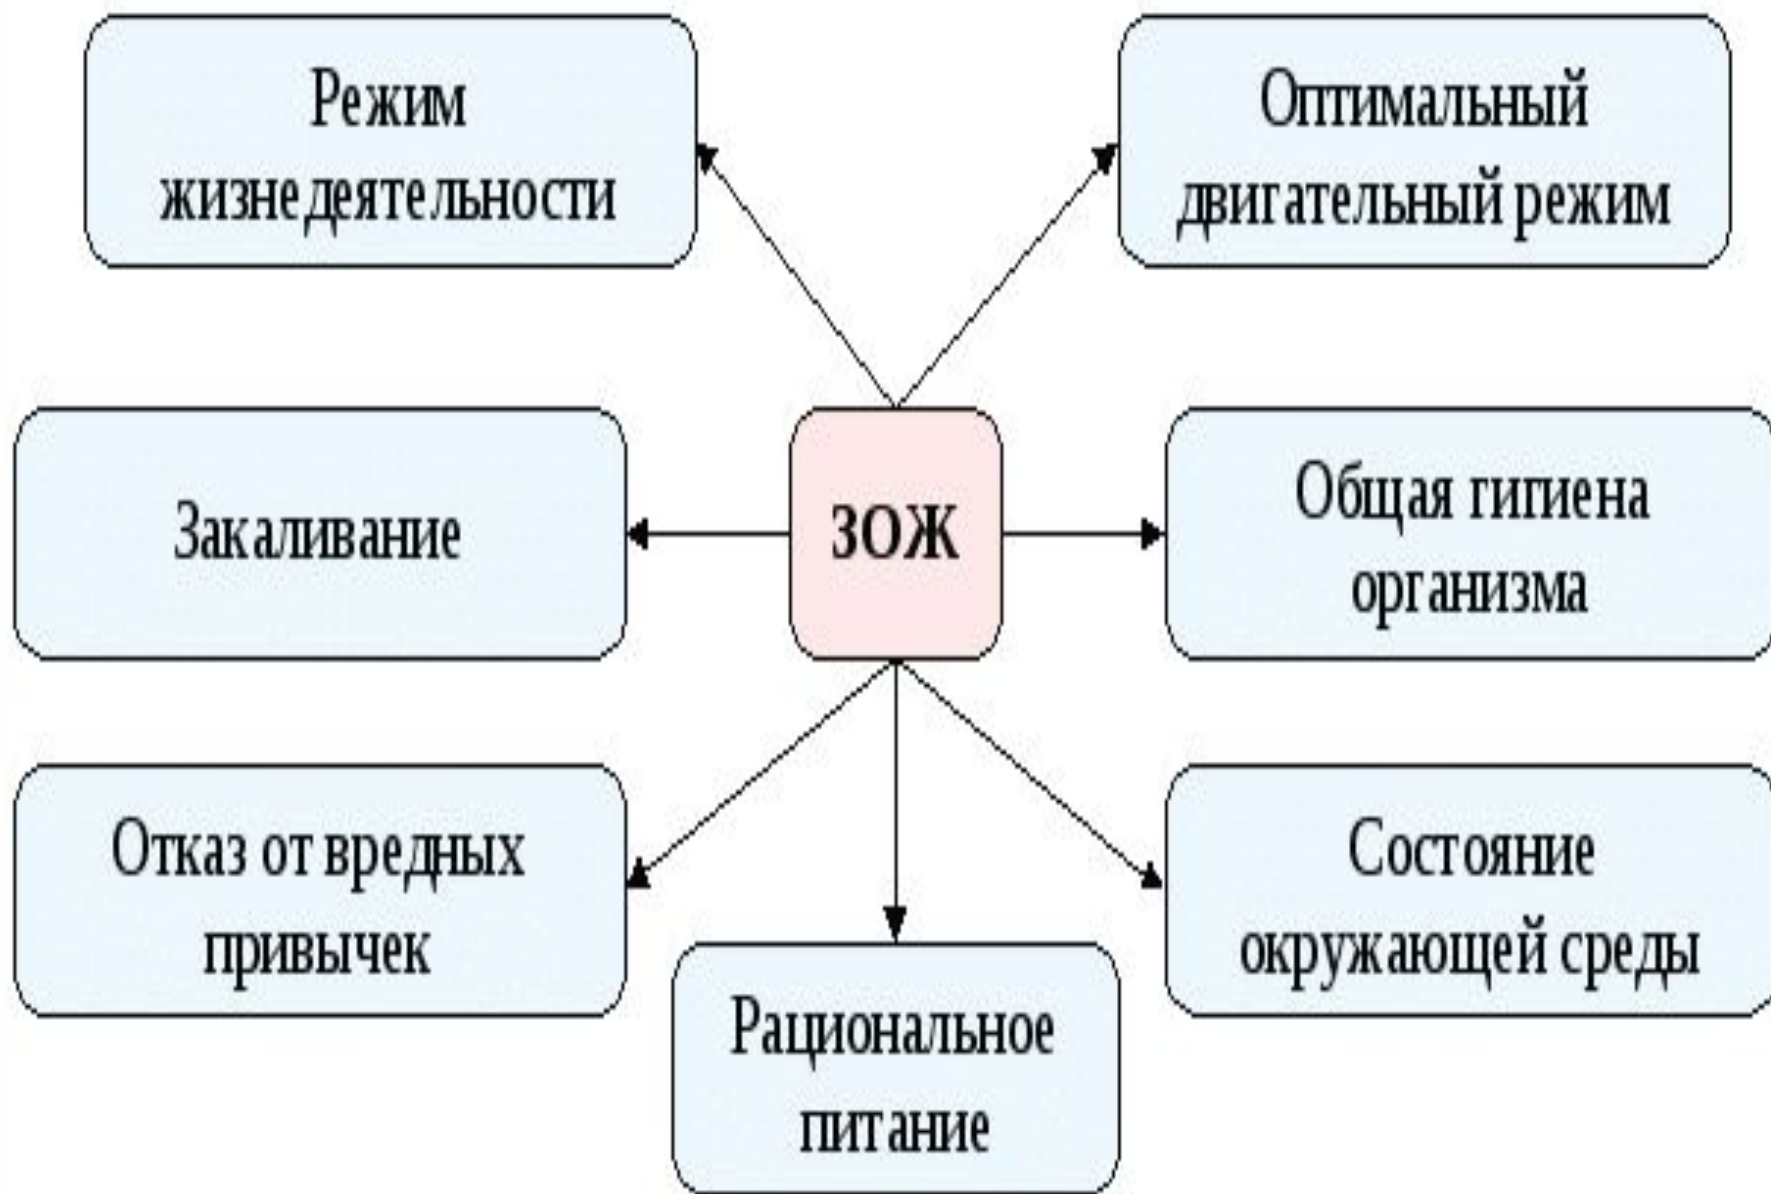 Режим
жизнедеятельности
Оптимальный
двигательный режим
Закаливание
ЗОЖ
Общая гигиена
организма
Отказ от вредных
привычек
Рациональное
питание
Состояние
окружающей среды